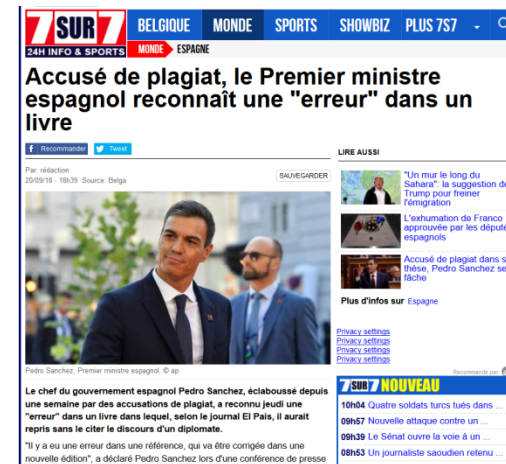 7 SUR 7
24H INFO & SPORTS
BELGIQUE MONDE SPORTS SHOWBIZ PLUS 7S7
MONDE ESPAGNE
Accusé de plagiat, le Premier ministre
espagnol reconnaît une "erreur" dans un
livre
Recommander Tweet
Par: rédaction
20/09/18 - 18h39 Source: Belga
SAUVEGARDER
Pedro Sanchez, Premier ministre espagnol. © ap.
Le chef du gouvernement espagnol Pedro Sanchez, éclaboussé depuis
une semaine par des accusations de plagiat, a reconnu jeudi une
"erreur" dans un livre dans lequel, selon le journal El Pais, il aurait
repris sans le citer le discours d'un diplomate.
"Il y a eu une erreur dans une référence, qui va être corrigée dans une
nouvelle édition", a déclaré Pedro Sanchez lors d'une conférence de presse
LIRE AUSSI
"Un mur le long du
Sahara": la suggestion de
Trump pour freiner
l'émigration
L'exhumation de Franco
approuvée par les députés
espagnols
Accusé de plagiat dans s
thèse, Pedro Sanchez se
fâche
Plus d'infos sur Espagne
Privacy settings
Privacy settings
Privacy settings
Privacy settings
Recommandé par
7 SUR 7 NOUVEAU
10h04 Quatre soldats turcs tués dans ...
09h57 Nouvelle attaque contre un ...
09h39 Le Sénat ouvre la voie à un ...
08h53 Un journaliste saoudien retenu ...